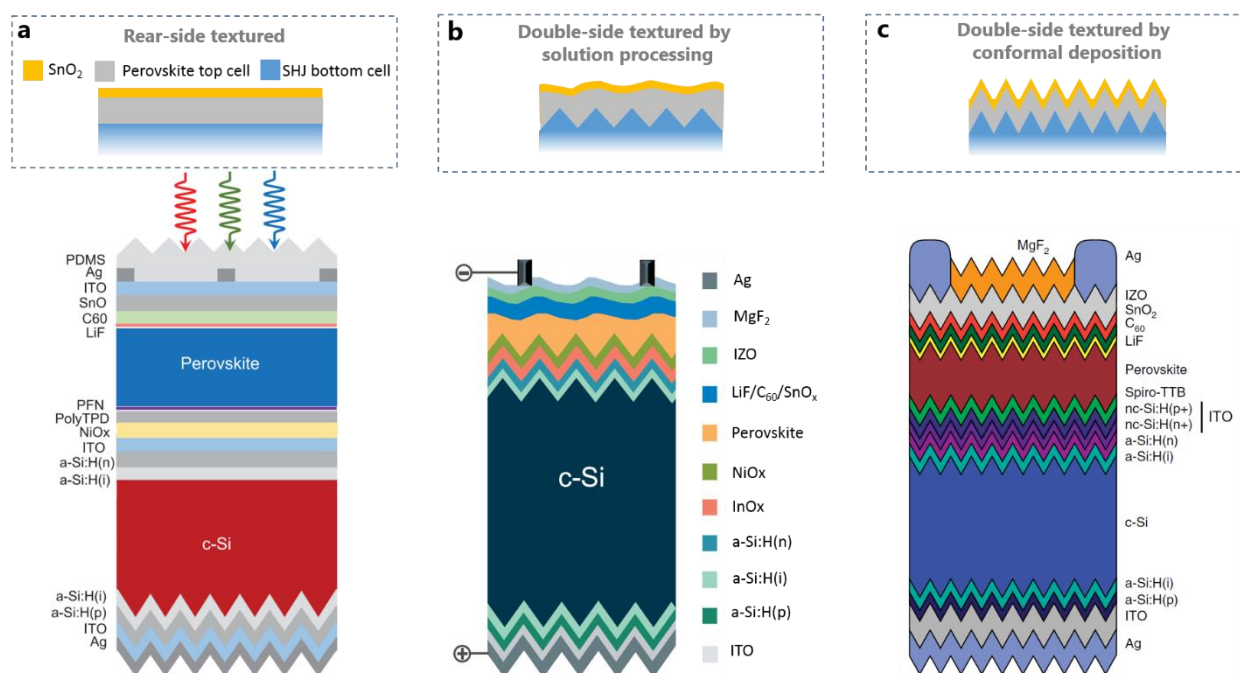 a
Rear-side textured
SnO₂
Perovskite top cell
SHJ bottom cell
b
Double-side textured by
solution processing
c
Double-side textured by
conformal deposition
PDMS
Ag
ITO
SnO
C60
LiF
Perovskite
PFN
PolyTPD
NiOx
ITO
a-Si:H(n)
a-Si:H(i)
c-Si
a-Si:H(i)
a-Si:H(p)
ITO
Ag
c-Si
Ag
MgF₂
IZO
LiF/C₆₀/SnOₓ
Perovskite
NiOx
InOx
a-Si:H(n)
a-Si:H(i)
a-Si:H(p)
ITO
MgF₂
Ag
IZO
SnO₂
C₆₀
LiF
Perovskite
Spiro-TTB
nc-Si:H(p+)
nc-Si:H(n+)
ITO
a-Si:H(n)
a-Si:H(i)
c-Si
a-Si:H(i)
a-Si:H(p)
ITO
Ag